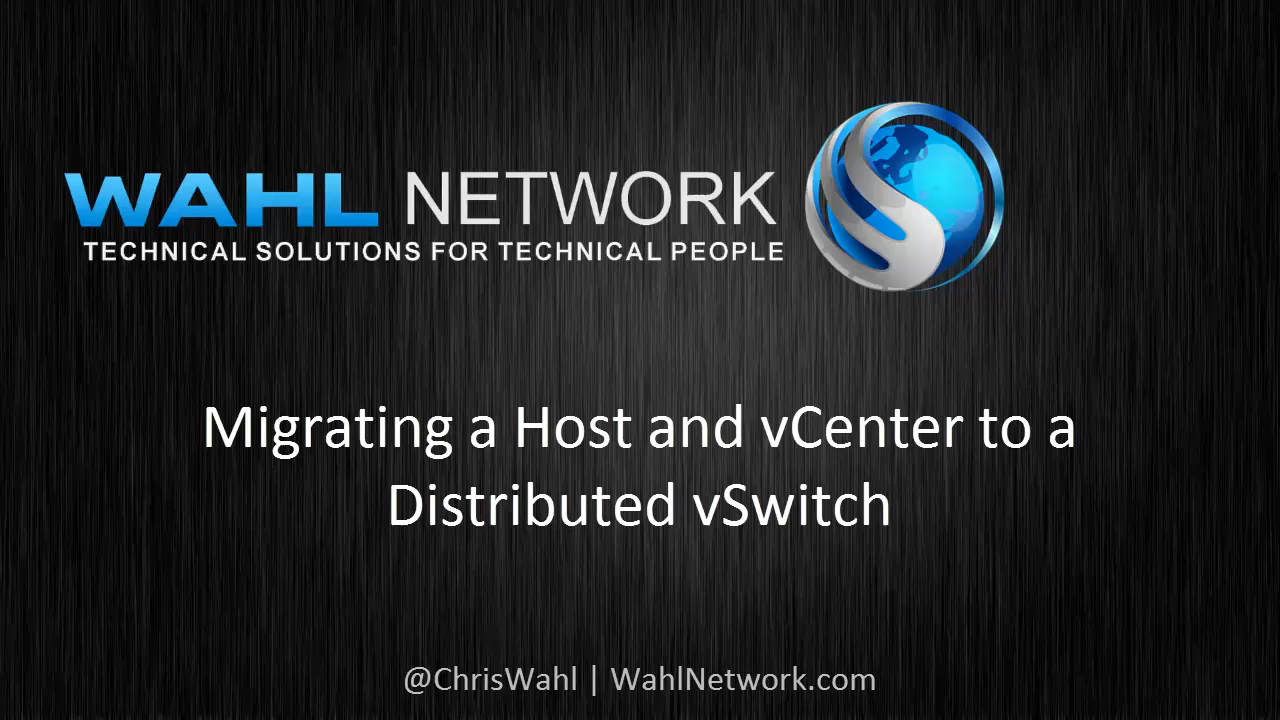 WAHL NETWORK
TECHNICAL SOLUTIONS FOR TECHNICAL PEOPLE
Migrating a Host and vCenter to a
Distributed vSwitch
@ChrisWahl | WahlNetwork.com